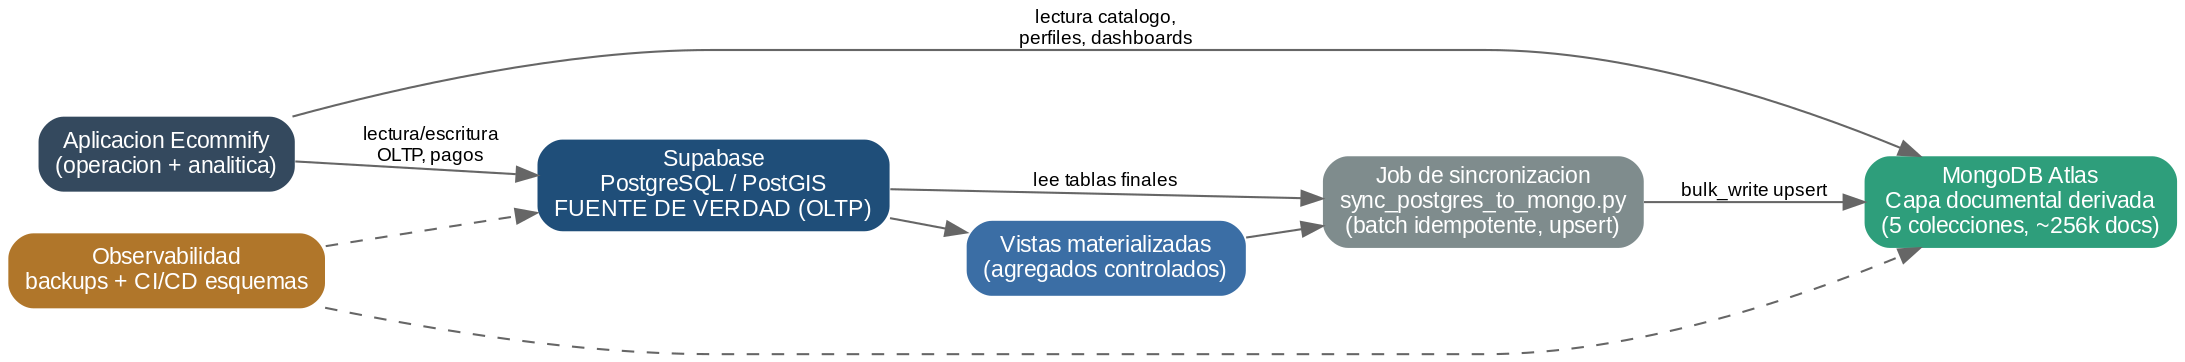 lectura catalogo,
perfiles, dashboards
Aplicacion Ecommify
(operacion + analitica)
lectura/escritura
OLTP, pagos
Supabase
PostgreSQL / PostGIS
FUENTE DE VERDAD (OLTP)
lee tablas finales
Job de sincronizacion
sync_postgres_to_mongo.py
(batch idempotente, upsert)
bulk_write upsert
MongoDB Atlas
Capa documental derivada
(5 colecciones, ~256k docs)
Observabilidad
backups + CI/CD esquemas
Vistas materializadas
(agregados controlados)